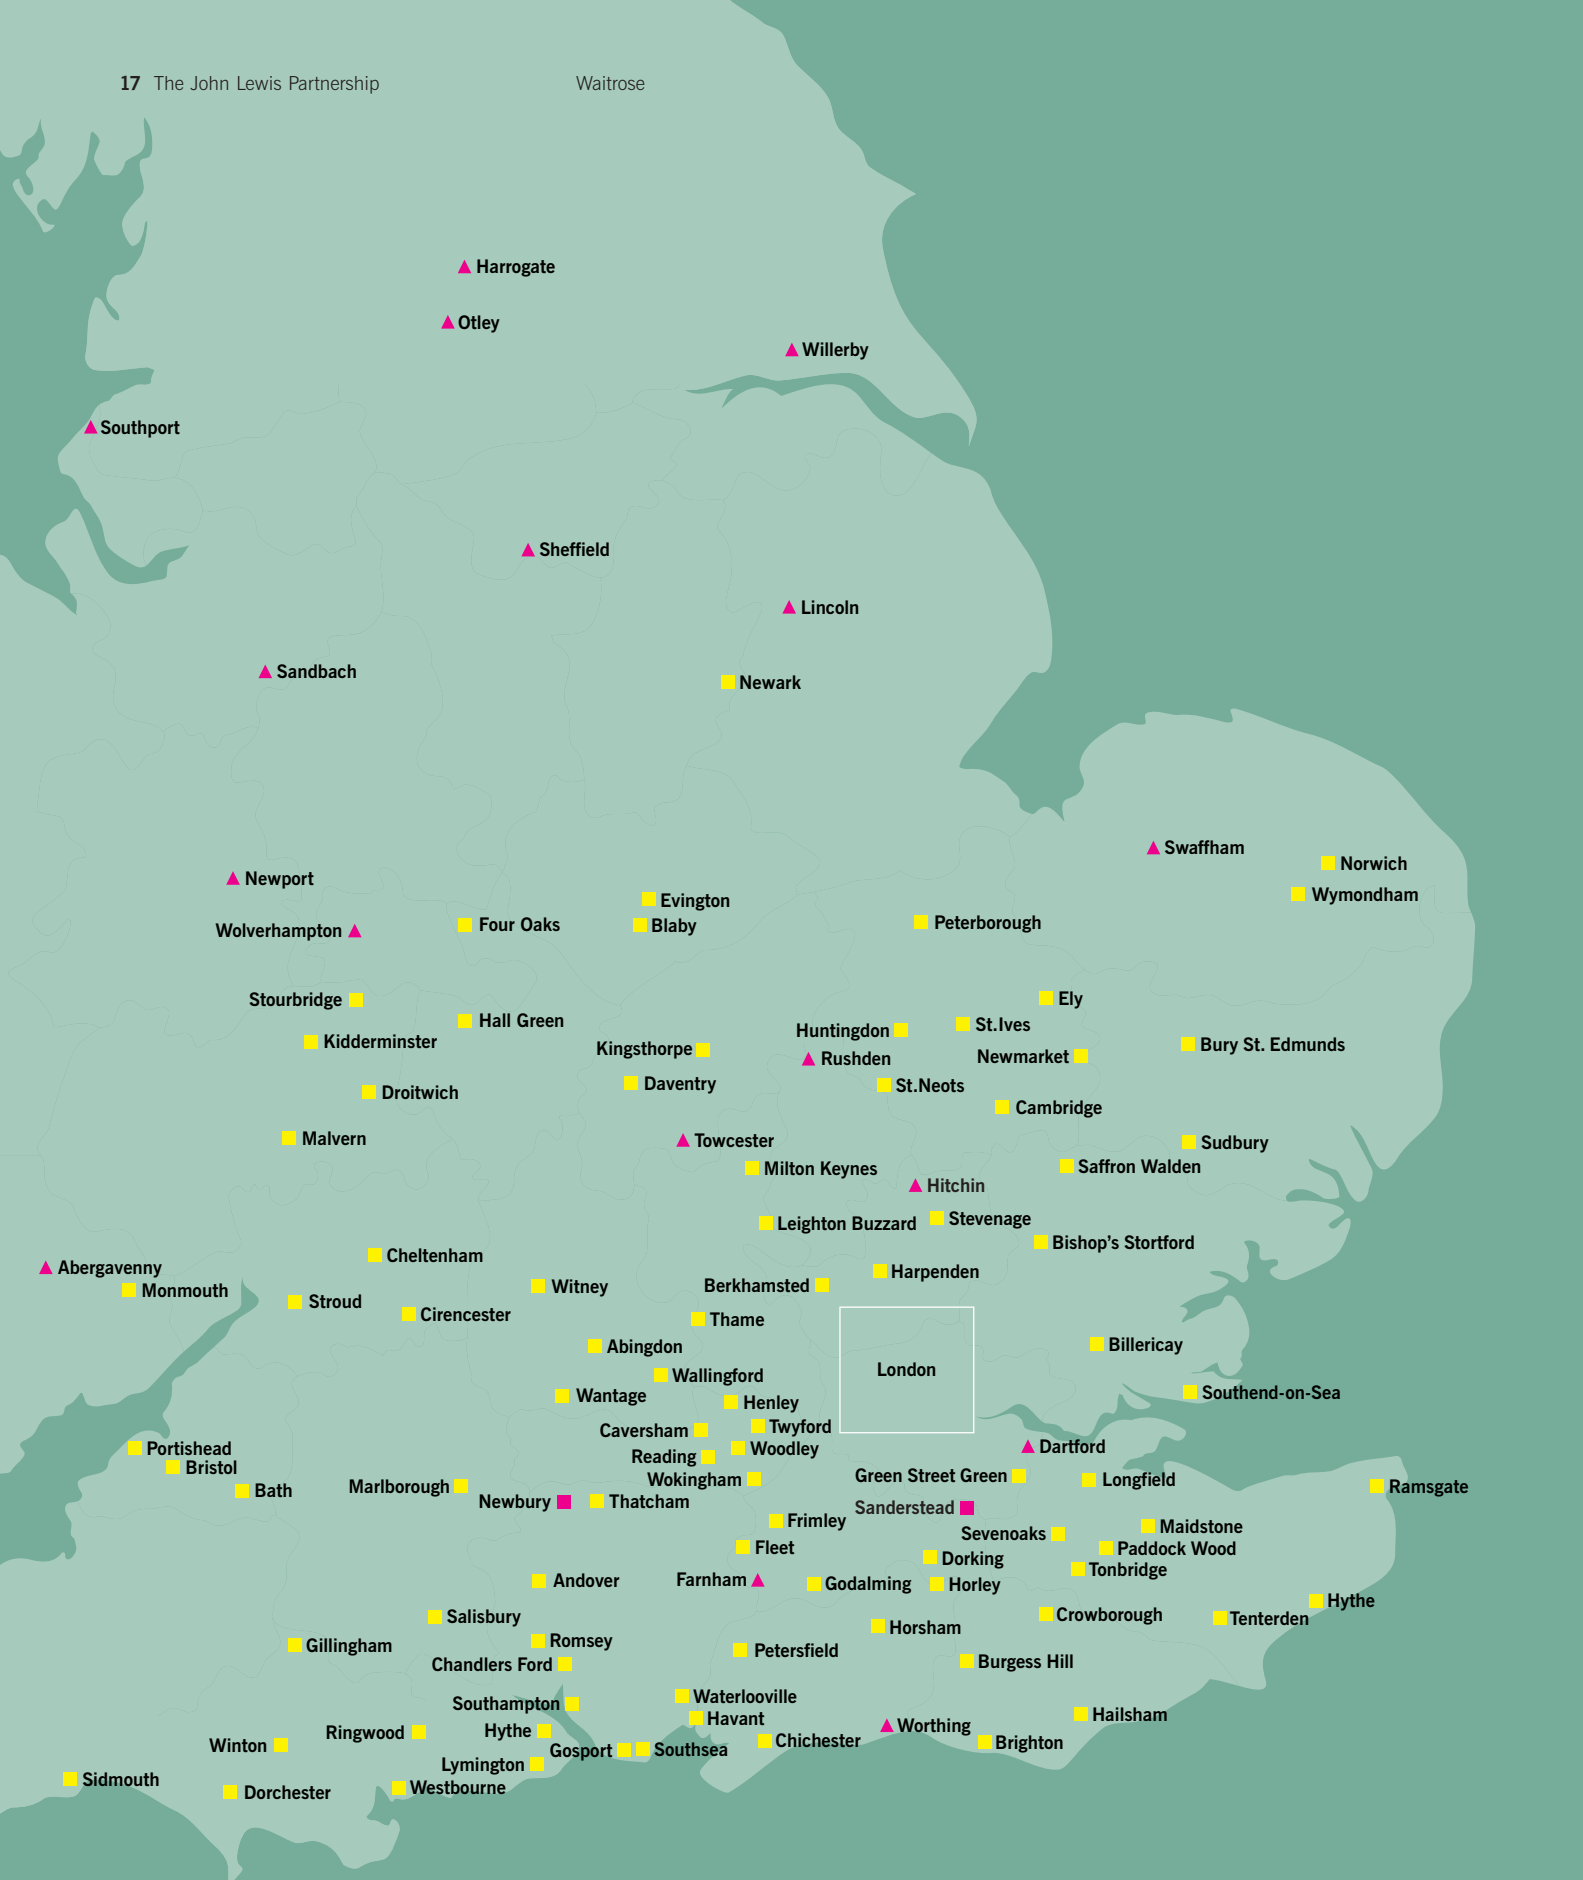 17 The John Lewis Partnership Waitrose
Harrogate
Otley
Willerby
Southport
Sheffield
Lincoln
Sandbach
Newark
Swaffham
Norwich
Newport
Wymondham
Evington
Peterborough
Four Oaks
Blaby
Wolverhampton
Ely
Stourbridge
Hall Green
St.Ives
Huntingdon
Kidderminster
Bury St. Edmunds
Kingsthorpe
Newmarket
Rushden
Daventry
St.Neots
Droitwich
Cambridge
Malvern
Towcester
Sudbury
Saffron Walden
Milton Keynes
Hitchin
Stevenage
Leighton Buzzard
Bishop’s Stortford
Cheltenham
Abergavenny
Harpenden
Berkhamsted
Witney
Monmouth
Stroud
Cirencester
Thame
Billericay
Abingdon
London
Wallingford
Southend-on-Sea
Wantage
Henley
Twyford
Caversham
Dartford
Portishead
Woodley
Reading
Bristol
Green Street Green
Wokingham
Longfield
Marlborough
Ramsgate
Bath
Newbury
Thatcham
Sanderstead
Frimley
Maidstone
Sevenoaks
Fleet
Paddock Wood
Dorking
Tonbridge
Farnham
Andover
Godalming
Horley
Hythe
Crowborough
Salisbury
Tenterden
Horsham
Romsey
Gillingham
Petersfield
Burgess Hill
Chandlers Ford
Waterlooville
Southampton
Hailsham
Havant
Worthing
Hythe
Ringwood
Chichester
Brighton
Winton
Southsea
Gosport
Lymington
Sidmouth
Westbourne
Dorchester